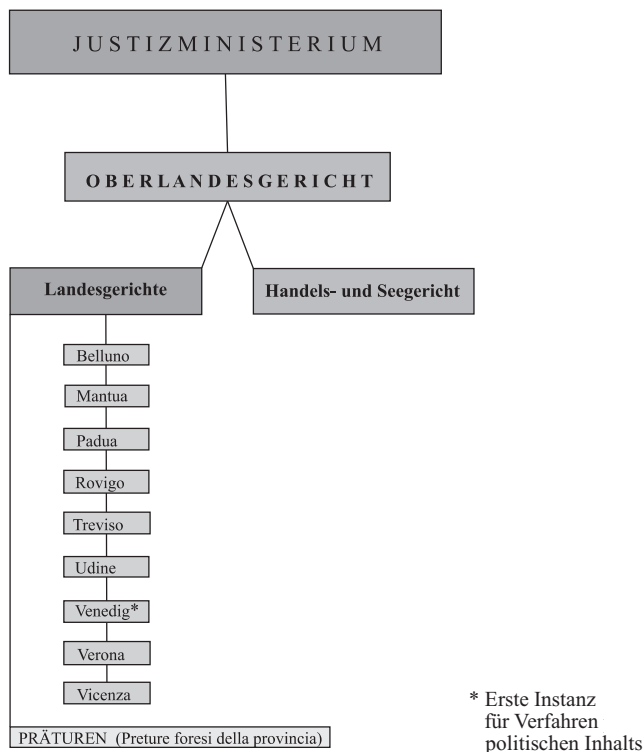 JUSTIZMINISTERIUM
OBERLANDESGERICHT
Landesgerichte
Handels- und Seegericht
Belluno
Mantua
Padua
Rovigo
Treviso
Udine
Venedig*
Verona
Vicenza
PRÄTUREN (Preture foresi della provincia)
* Erste Instanz
für Verfahren
politischen Inhalts